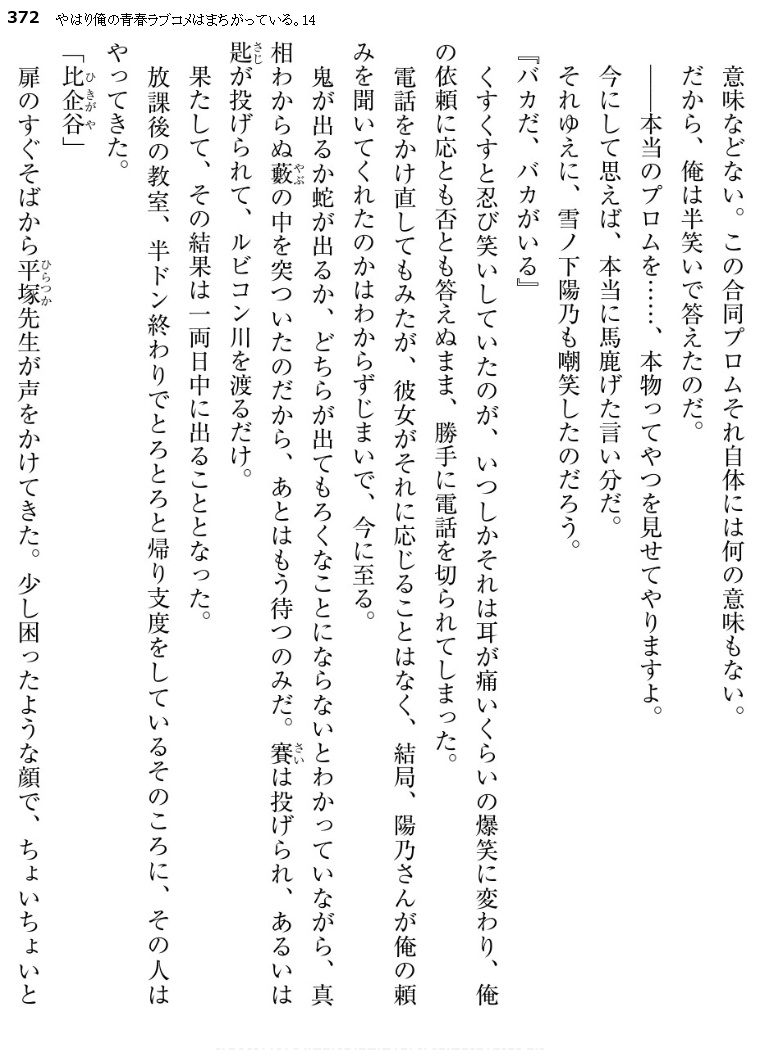 372 やはり俺の青春ラブコメはまちがっている。14
意味などない。この合同プロムそれ自体には何の意味もない。
だから、俺は半笑いで答えたのだ。
――本当のプロムを……、本物ってやつを見せてやりますよ。
今にして思えば、本当に馬鹿げた言い分だ。
それゆえに、雪ノ下陽乃も嘲笑したのだろう。
『バカだ、バカがいる』
くすくすと忍び笑いしていたのが、いつしかそれは耳が痛いくらいの爆笑に変わり、俺
の依頼に応とも否とも答えぬまま、勝手に電話を切られてしまった。
電話をかけ直してもみたが、彼女がそれに応じることはなく、結局、陽乃さんが俺の頼
みを聞いてくれたのかはわからずじまいで、今に至る。
鬼が出るか蛇が出るか、どちらが出てもろくなことにならないとわかっていながら、真
相わからぬ藪やぶの中を突ついたのだから、あとはもう待つのみだ。賽さいは投げられ、あるいは
匙さじが投げられて、ルビコン川を渡るだけ。
果たして、その結果は一両日中に出ることとなった。
放課後の教室、半ドン終わりでとろとろと帰り支度をしているそのころに、その人は
やってきた。
「比企谷ひきがや」
扉のすぐそばから平塚ひらつか先生が声をかけてきた。少し困ったような顔で、ちょいちょいと